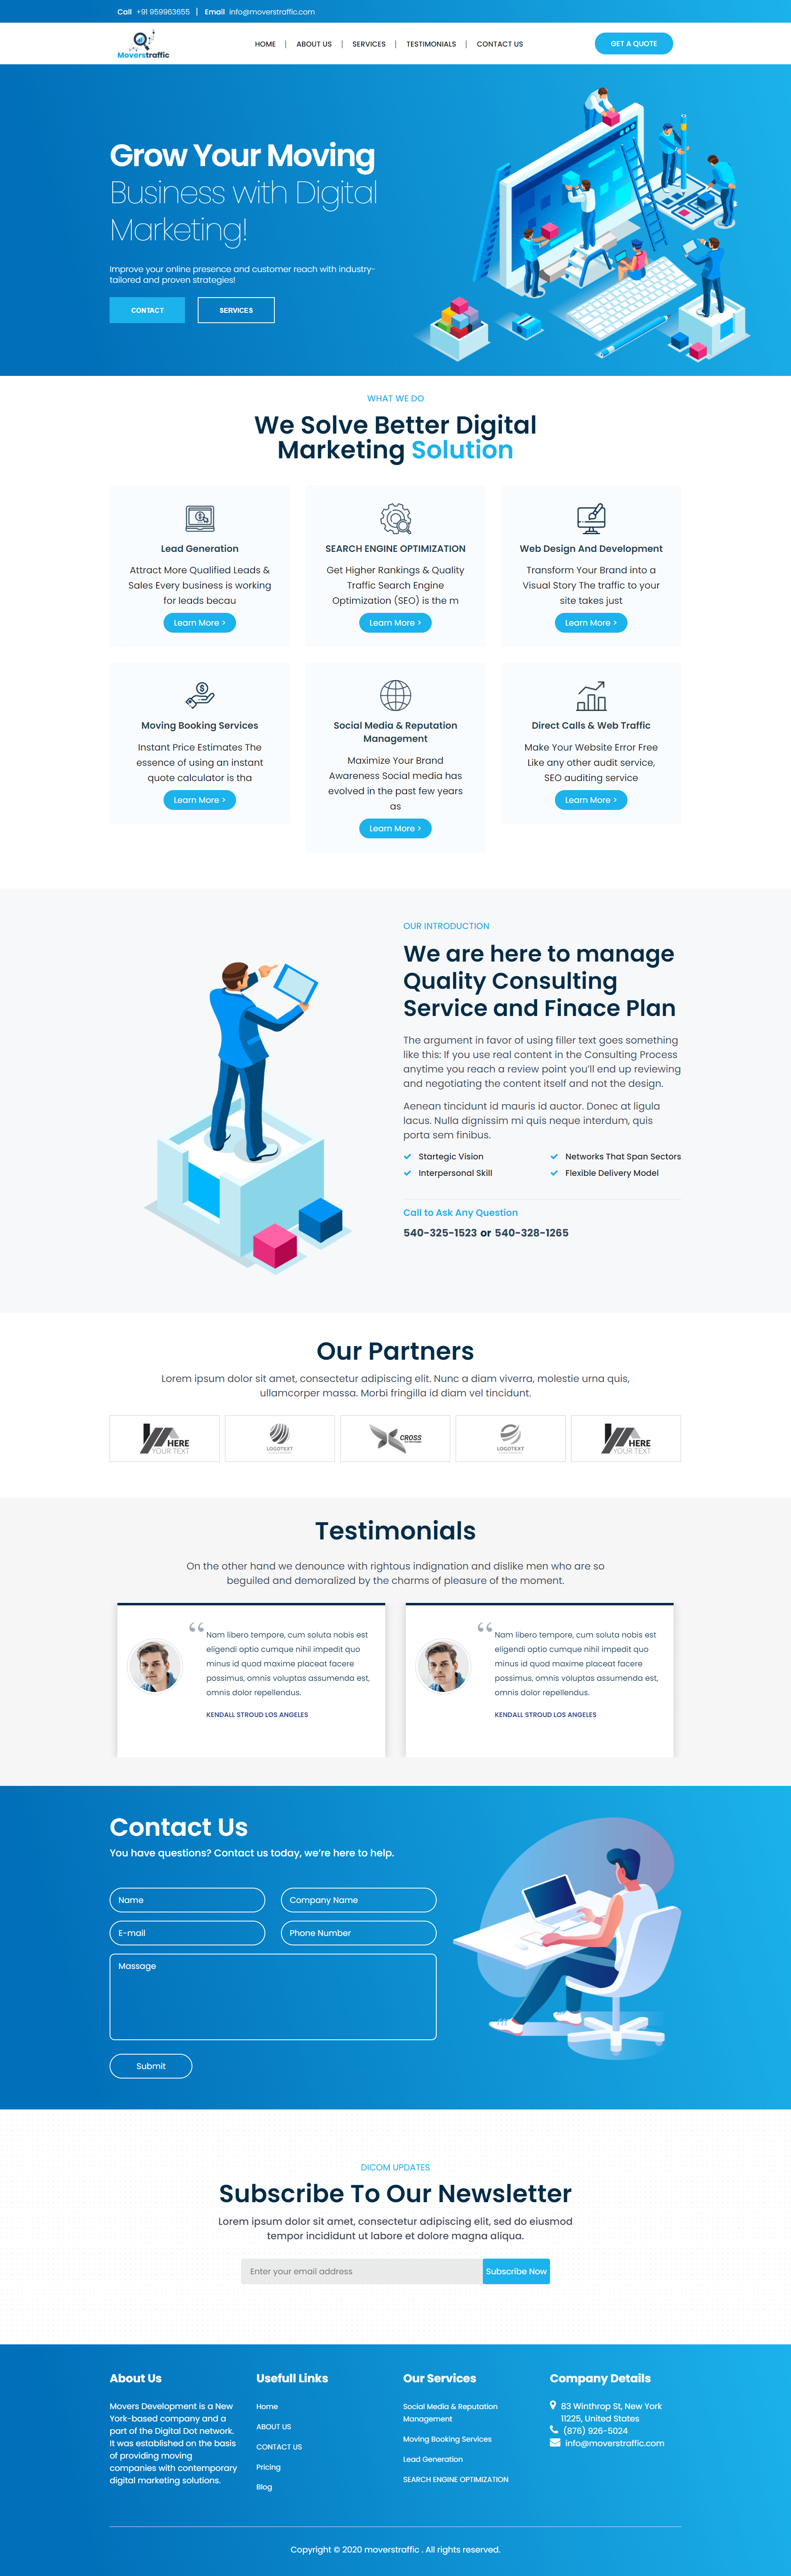 Call +91 959963655 | Email info@moverstraffic.com
Moverstraffic
HOME | ABOUT US | SERVICES | TESTIMONIALS | CONTACT US
GET A QUOTE
Grow Your Moving
Business with Digital
Marketing!
Improve your online presence and customer reach with industry-
tailored and proven strategies!
CONTACT
SERVICES
WHAT WE DO
We Solve Better Digital
Marketing Solution
Lead Generation
Attract More Qualified Leads &
Sales Every business is working
for leads becau
Learn More >
SEARCH ENGINE OPTIMIZATION
Get Higher Rankings & Quality
Traffic Search Engine
Optimization (SEO) is the m
Learn More >
Web Design And Development
Transform Your Brand into a
Visual Story The traffic to your
site takes just
Learn More >
Moving Booking Services
Instant Price Estimates The
essence of using an instant
quote calculator is tha
Learn More >
Social Media & Reputation
Management
Maximize Your Brand
Awareness Social media has
evolved in the past few years
as
Learn More >
Direct Calls & Web Traffic
Make Your Website Error Free
Like any other audit service,
SEO auditing service
Learn More >
OUR INTRODUCTION
We are here to manage
Quality Consulting
Service and Finace Plan
The argument in favor of using filler text goes something
like this: If you use real content in the Consulting Process
anytime you reach a review point you'll end up reviewing
and negotiating the content itself and not the design.
Aenean tincidunt id mauris id auctor. Donec at ligula
lacus. Nulla dignissim mi quis neque interdum, quis
porta sem finibus.
Startegic Vision
Networks That Span Sectors
Interpersonal Skill
Flexible Delivery Model
Call to Ask Any Question
540-325-1523 or 540-328-1265
Our Partners
Lorem ipsum dolor sit amet, consectetur adipiscing elit. Nunc a diam viverra, molestie urna quis,
ullamcorper massa. Morbi fringilla id diam vel tincidunt.
HERE
YOUR TEXT
LOGOTEXT
CROSS
LOGOTEXT
HERE
YOUR TEXT
Testimonials
On the other hand we denounce with rightous indignation and dislike men who are so
beguiled and demoralized by the charms of pleasure of the moment.
“
Nam libero tempore, cum soluta nobis est
eligendi optio cumque nihil impedit quo
minus id quod maxime placeat facere
possimus, omnis voluptas assumenda est,
omnis dolor repellendus.
KENDALL STROUD LOS ANGELES
“
Nam libero tempore, cum soluta nobis est
eligendi optio cumque nihil impedit quo
minus id quod maxime placeat facere
possimus, omnis voluptas assumenda est,
omnis dolor repellendus.
KENDALL STROUD LOS ANGELES
Contact Us
You have questions? Contact us today, we're here to help.
Name
Company Name
E-mail
Phone Number
Massage
Submit
DICOM UPDATES
Subscribe To Our Newsletter
Lorem ipsum dolor sit amet, consectetur adipiscing elit, sed do eiusmod
tempor incididunt ut labore et dolore magna aliqua.
Enter your email address
Subscribe Now
About Us
Movers Development is a New
York-based company and a
part of the Digital Dot network.
It was established on the basis
of providing moving
companies with contemporary
digital marketing solutions.
Usefull Links
Home
ABOUT US
CONTACT US
Pricing
Blog
Our Services
Social Media & Reputation
Management
Moving Booking Services
Lead Generation
SEARCH ENGINE OPTIMIZATION
Company Details
83 Winthrop St, New York
11225, United States
(876) 926-5024
info@moverstraffic.com
Copyright © 2020 moverstraffic . All rights reserved.